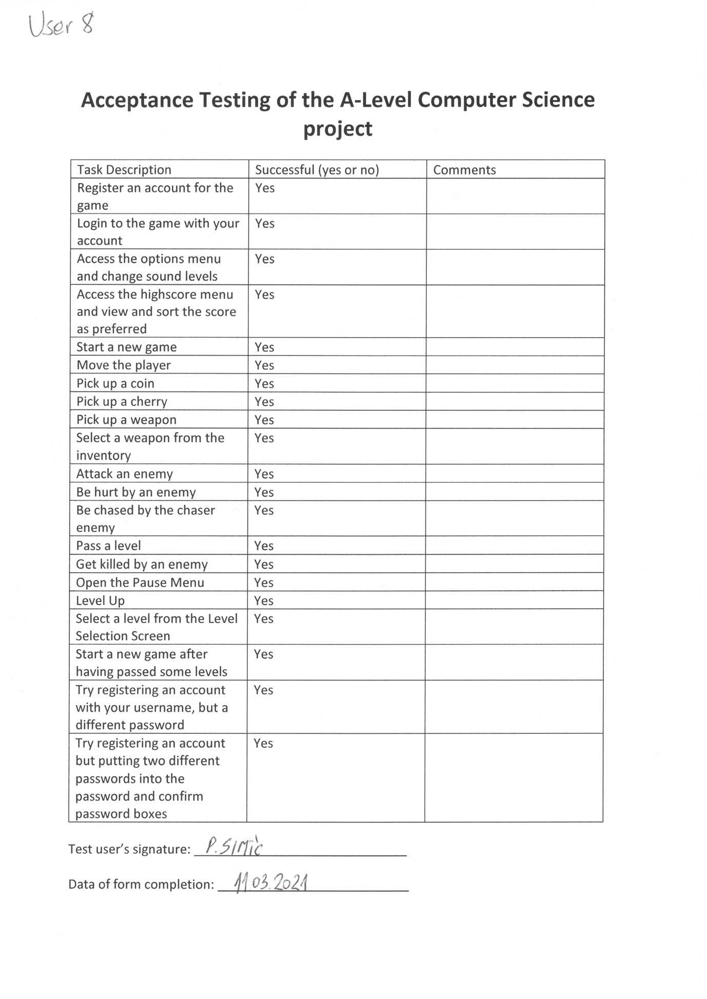 User 8
Acceptance Testing of the A-Level Computer Science
project
Task Description Successful (yes or no) Comments
Register an account for the Yes
game
Login to the game with your Yes
account
Access the options menu Yes
and change sound levels
Access the highscore menu Yes
and view and sort the score
as preferred
Start a new game Yes
Move the player Yes
Pick up a coin Yes
Pick up a cherry Yes
Pick up a weapon Yes
Select a weapon from the Yes
inventory
Attack an enemy Yes
Be hurt by an enemy Yes
Be chased by the chaser Yes
enemy
Pass a level Yes
Get killed by an enemy Yes
Open the Pause Menu Yes
Level Up Yes
Select a level from the Level Yes
Selection Screen
Start a new game after Yes
having passed some levels
Try registering an account Yes
with your username, but a
different password
Try registering an account Yes
but putting two different
passwords into the
password and confirm
password boxes
Test user’s signature: P. SIMić
Data of form completion: 11.03.2021